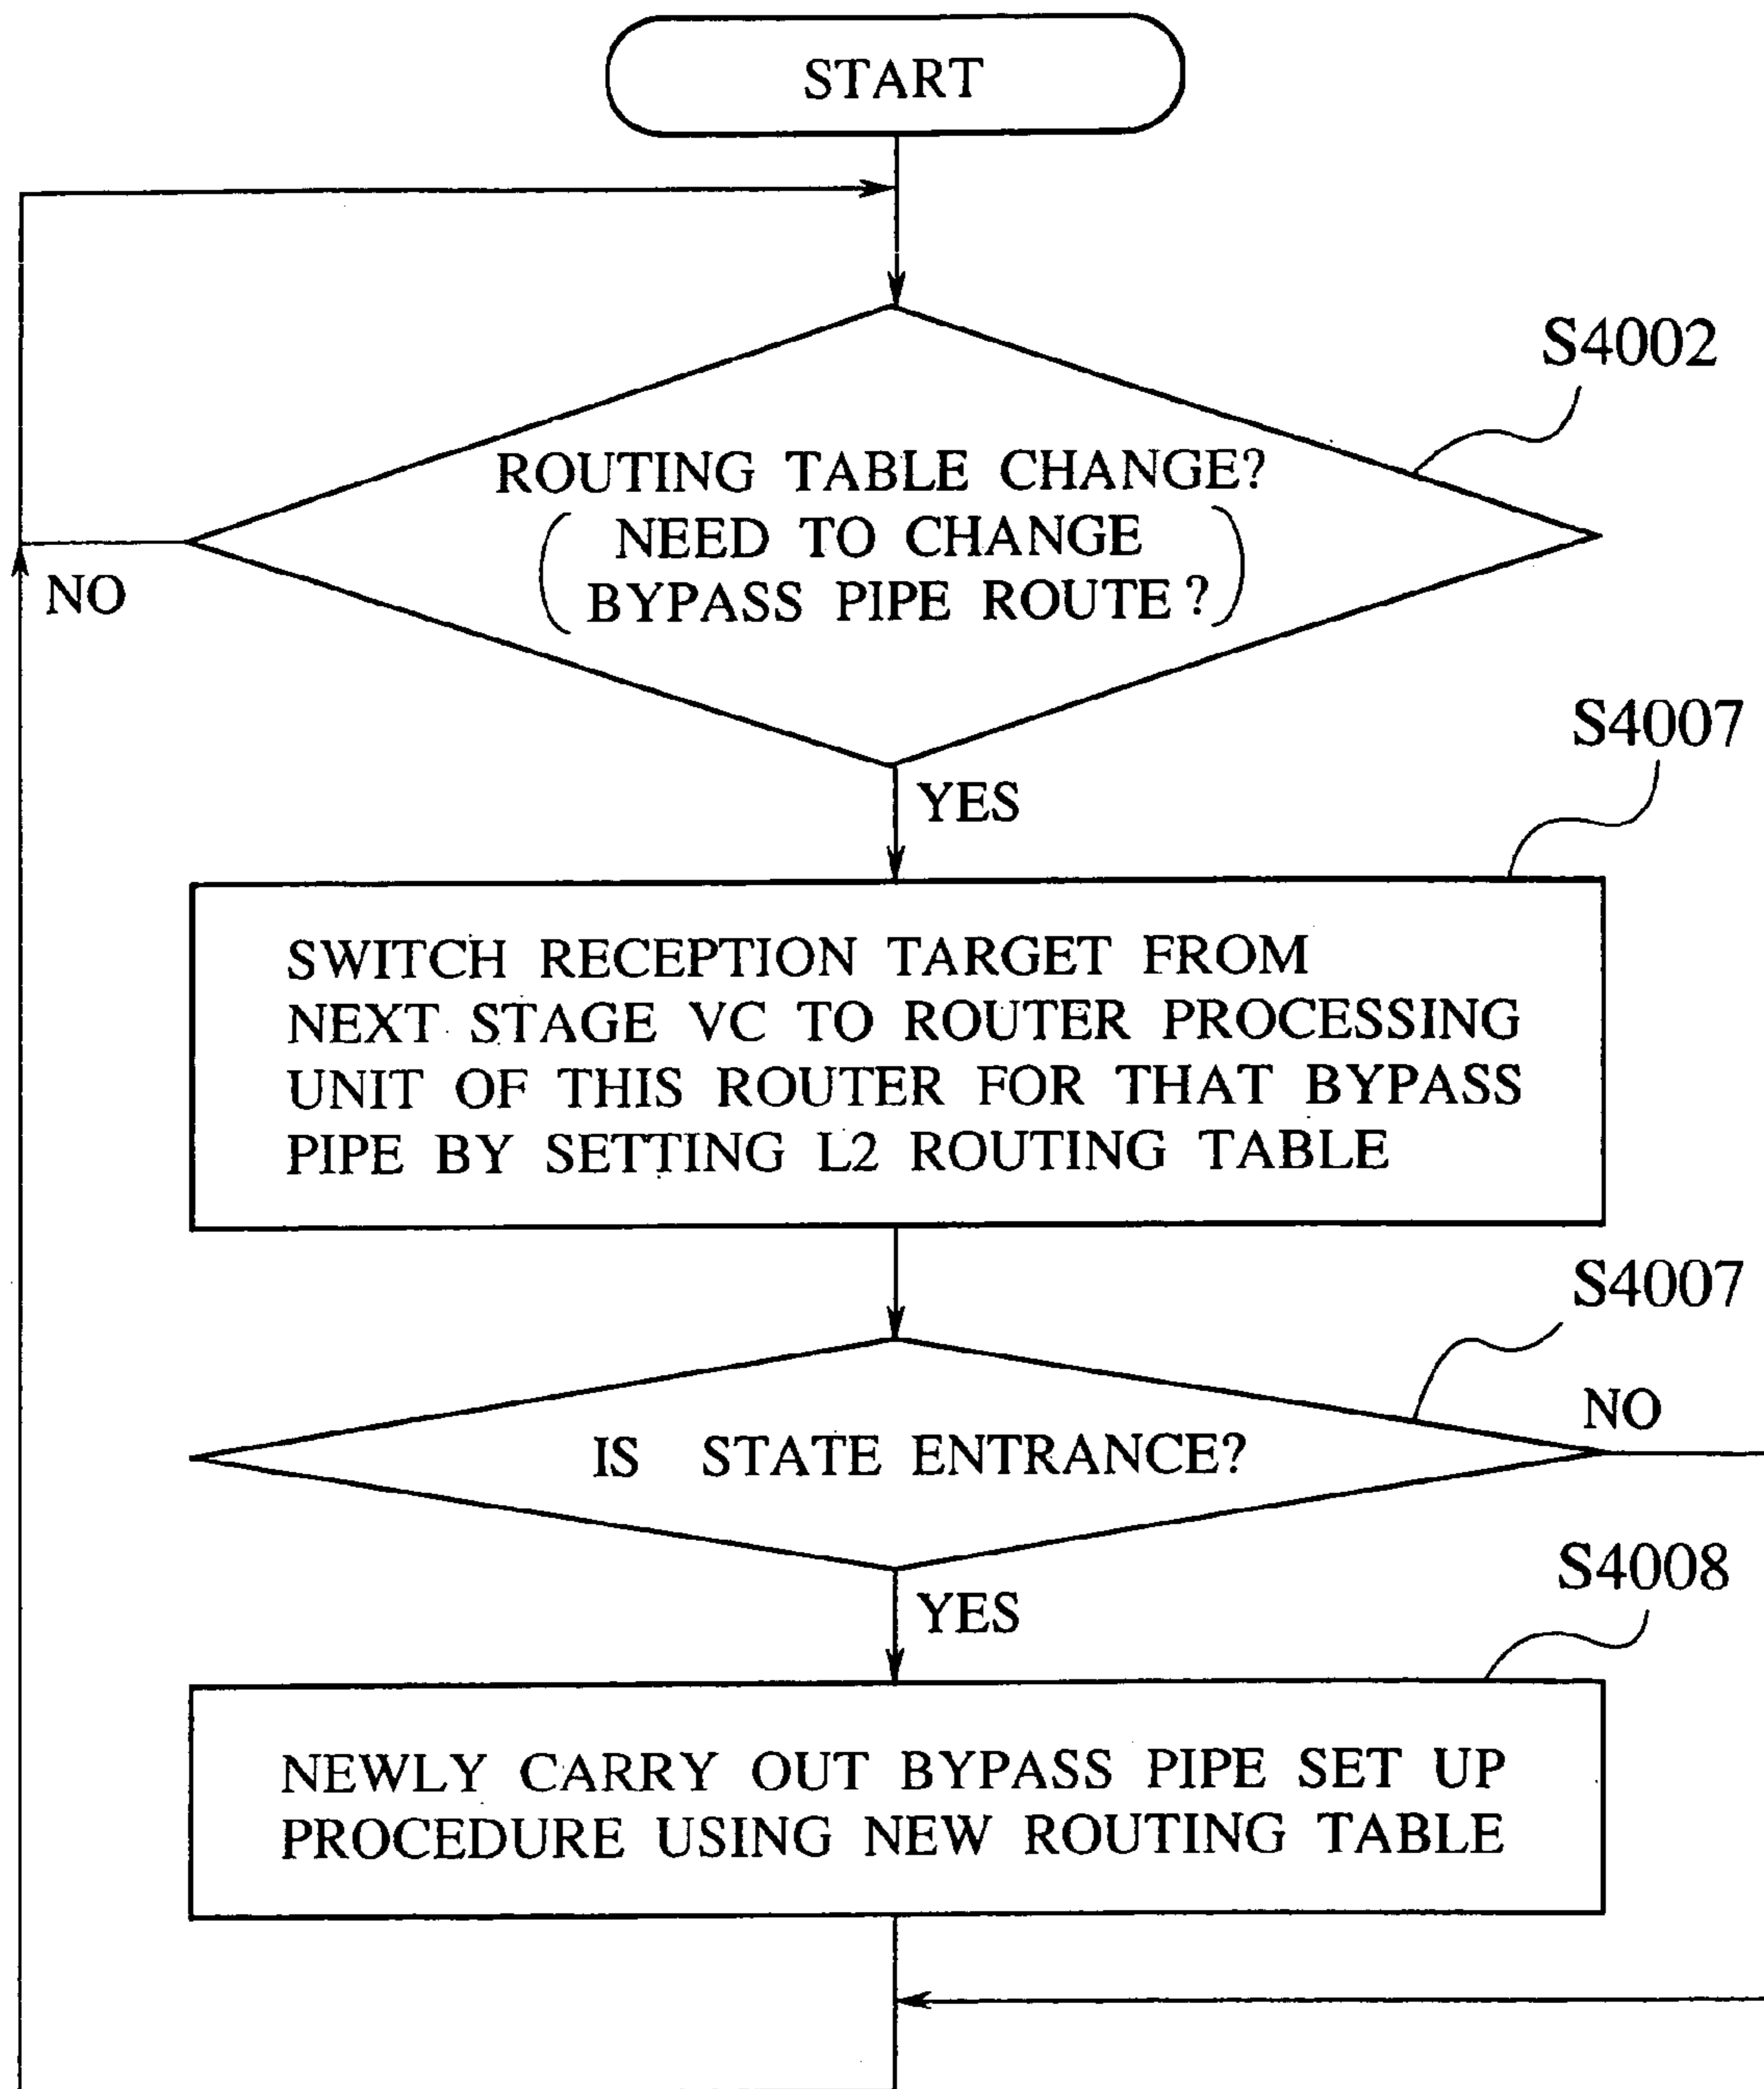 START
S4002
ROUTING TABLE CHANGE?
( NEED TO CHANGE
BYPASS PIPE ROUTE ? )
NO
S4007
YES
SWITCH RECEPTION TARGET FROM
NEXT STAGE VC TO ROUTER PROCESSING
UNIT OF THIS ROUTER FOR THAT BYPASS
PIPE BY SETTING L2 ROUTING TABLE
S4007
NO
IS STATE ENTRANCE?
S4008
YES
NEWLY CARRY OUT BYPASS PIPE SET UP
PROCEDURE USING NEW ROUTING TABLE